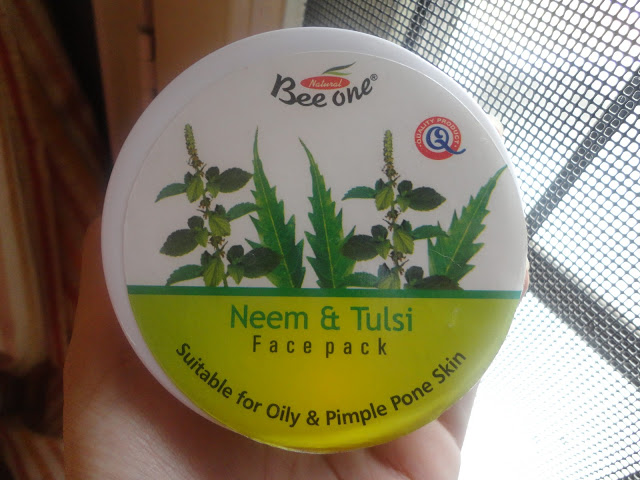 Natural
Bee one®
QUALITY PRODUCT
Q
Neem & Tulsi
Face pack
Suitable for Oily & Pimple Pone Skin